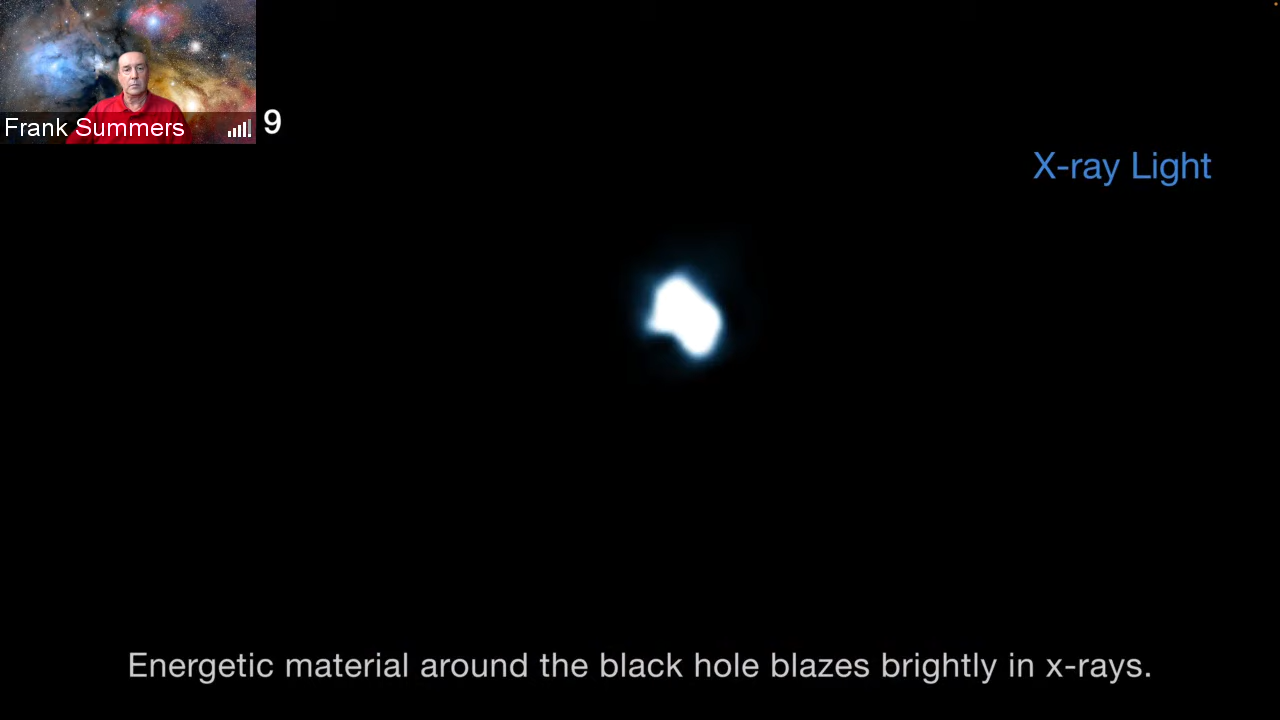 Frank Summers
9
X-ray Light
Energetic material around the black hole blazes brightly in x-rays.